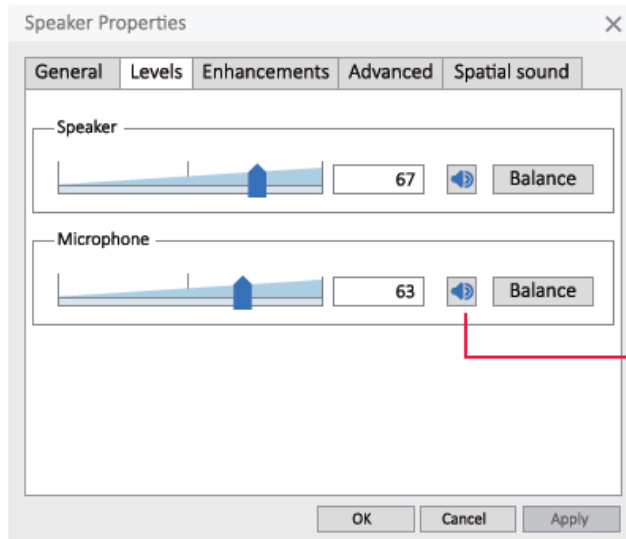 Speaker Properties
General Levels Enhancements Advanced Spatial sound
Speaker
67 Balance
Microphone
63 Balance
OK Cancel Apply